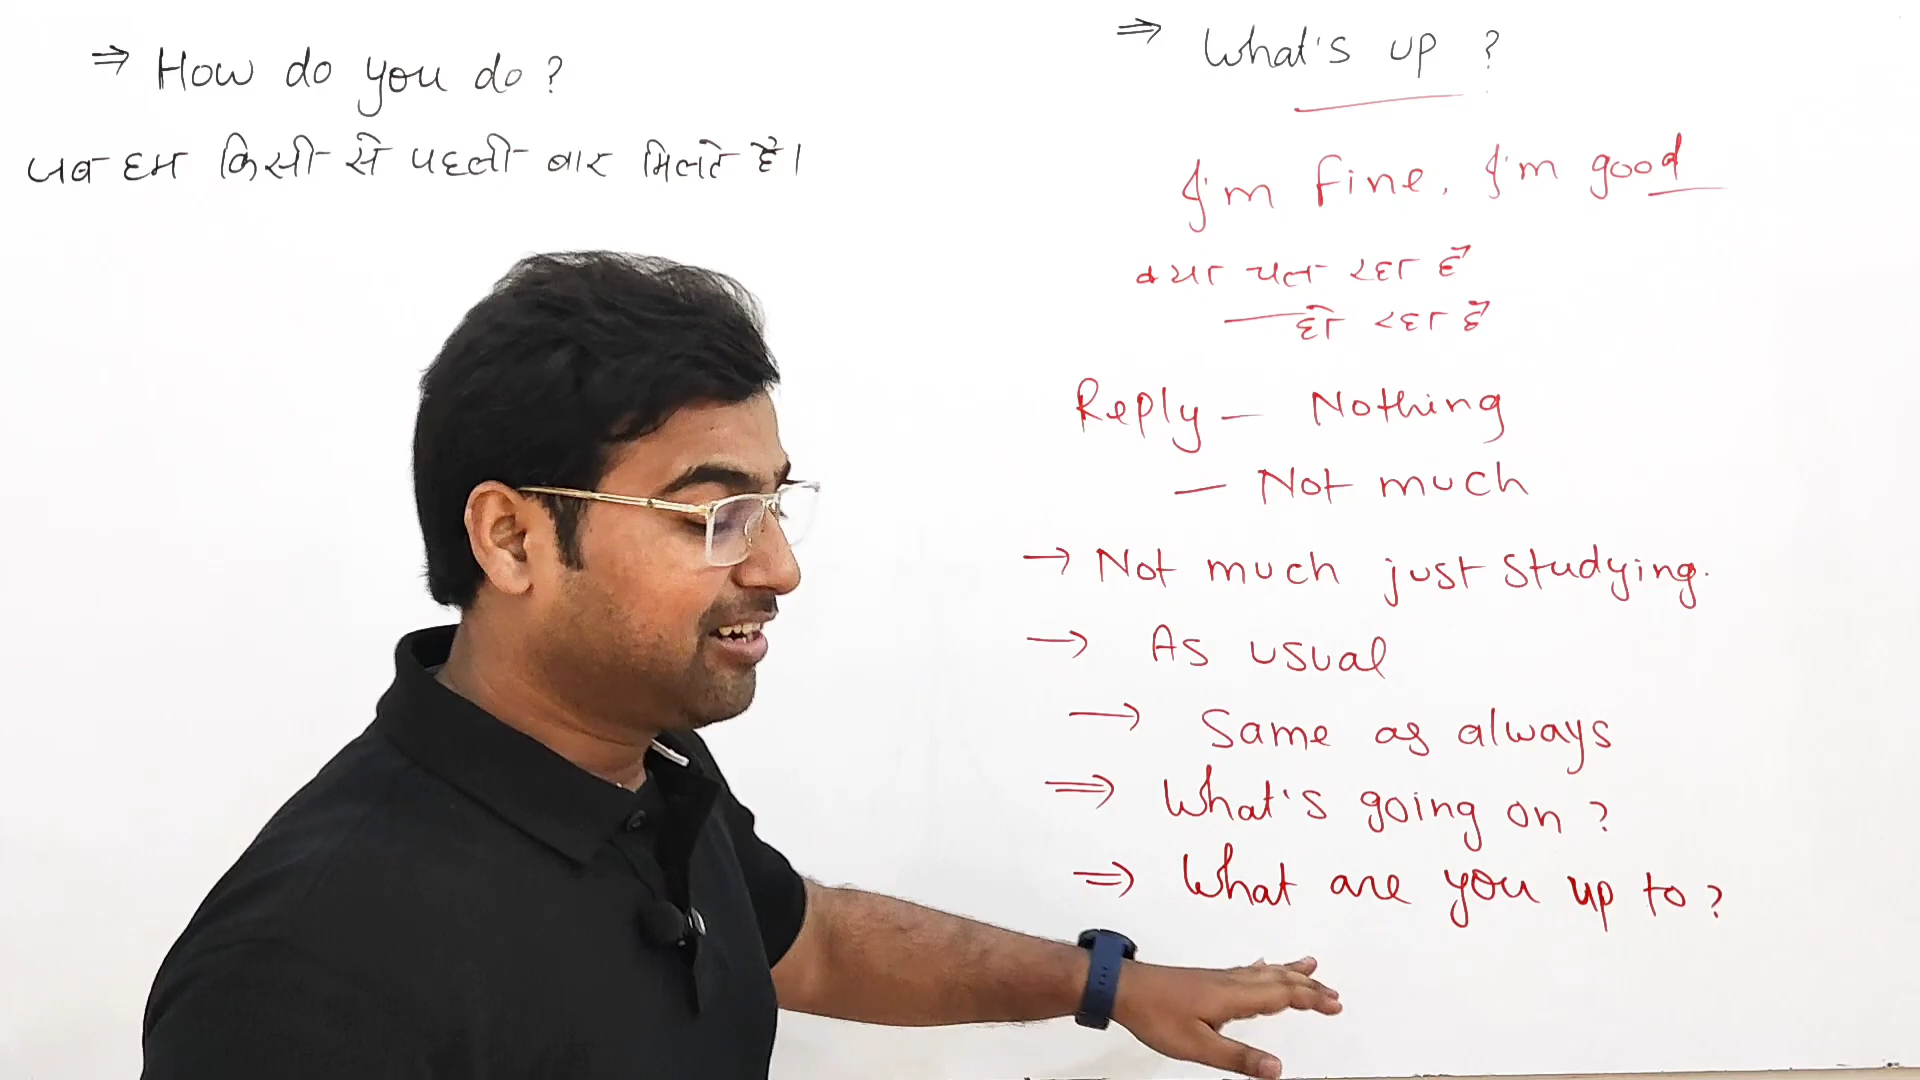 ⇒ How do you do?
जब हम किसी से पहली बार मिलते है।
⇒ What's up ?
I'm fine. I'm good
क्या चल रहा है
हो रहा है
Reply – Nothing
– Not much
→ Not much just studying.
→ As usual
→ Same as always
⇒ What's going on ?
⇒ What are you up to ?